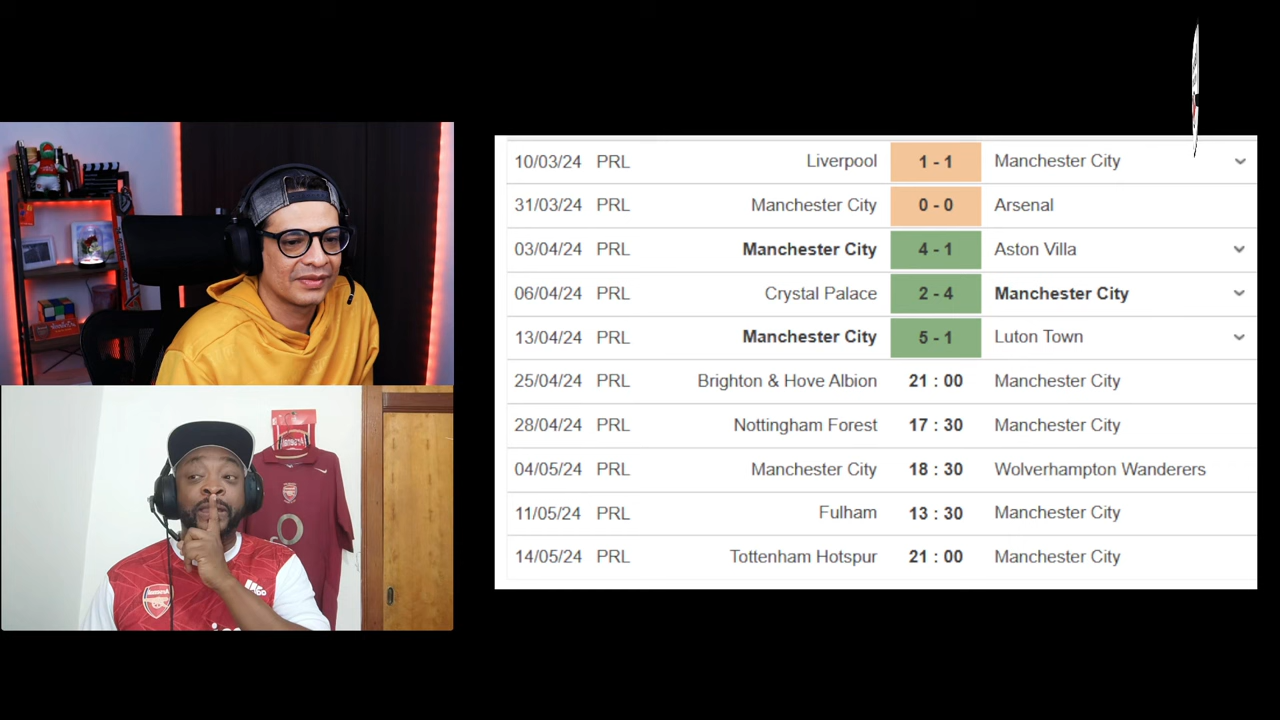 10/03/24 PRL Liverpool 1 - 1 Manchester City
31/03/24 PRL Manchester City 0 - 0 Arsenal
03/04/24 PRL Manchester City 4 - 1 Aston Villa
06/04/24 PRL Crystal Palace 2 - 4 Manchester City
13/04/24 PRL Manchester City 5 - 1 Luton Town
25/04/24 PRL Brighton & Hove Albion 21 : 00 Manchester City
28/04/24 PRL Nottingham Forest 17 : 30 Manchester City
04/05/24 PRL Manchester City 18 : 30 Wolverhampton Wanderers
11/05/24 PRL Fulham 13 : 30 Manchester City
14/05/24 PRL Tottenham Hotspur 21 : 00 Manchester City